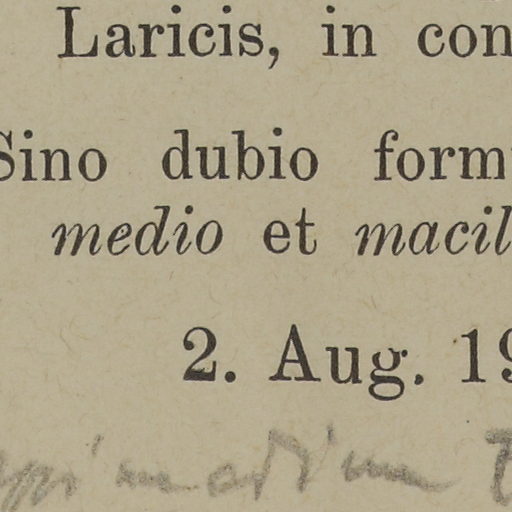 Laricis, in con
Sino dubio form
medio et macil
2. Aug. 19